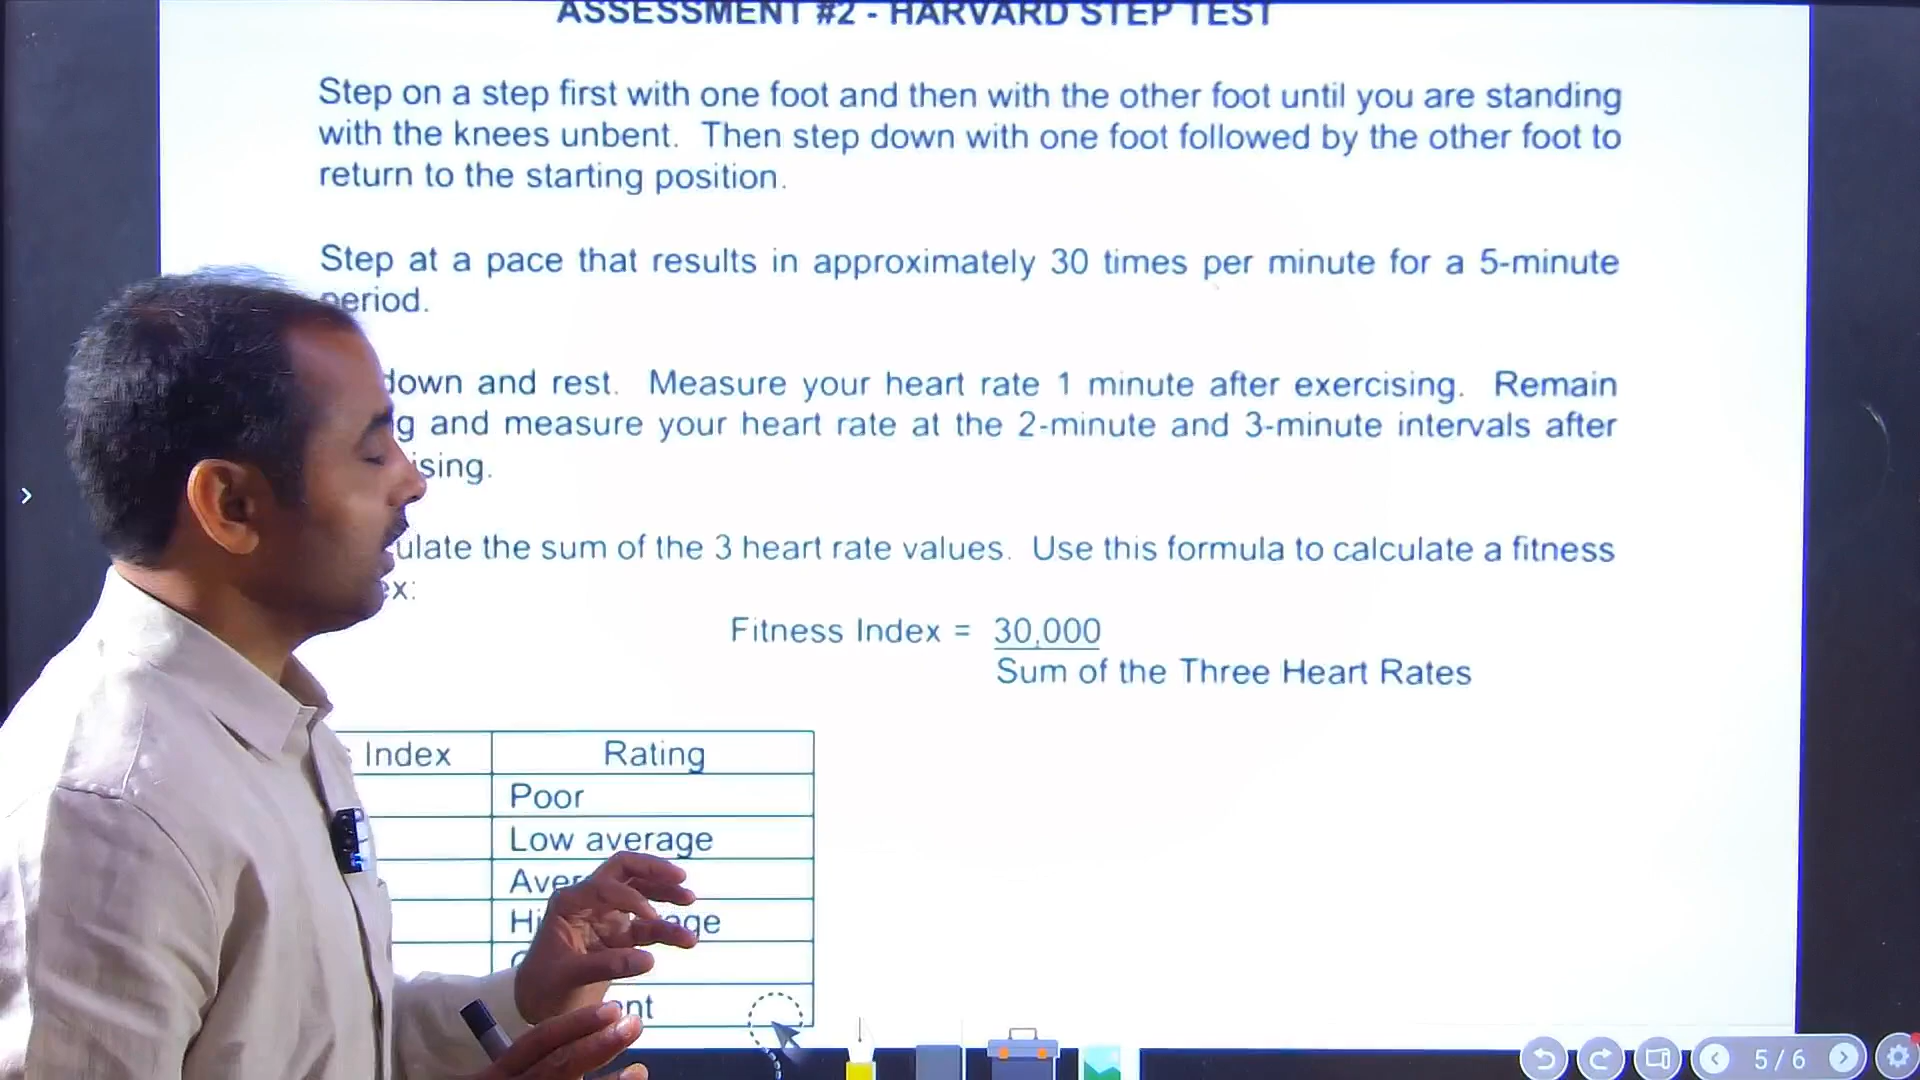 ASSESSMENT #2 - HARVARD STEP TEST
Step on a step first with one foot and then with the other foot until you are standing
with the knees unbent. Then step down with one foot followed by the other foot to
return to the starting position.
Step at a pace that results in approximately 30 times per minute for a 5-minute
period.
down and rest. Measure your heart rate 1 minute after exercising. Remain
and measure your heart rate at the 2-minute and 3-minute intervals after
the sum of the 3 heart rate values. Use this formula to calculate a fitness
Fitness Index = 30,000
Sum of the Three Heart Rates
Index Rating
Poor
Low average
5/6